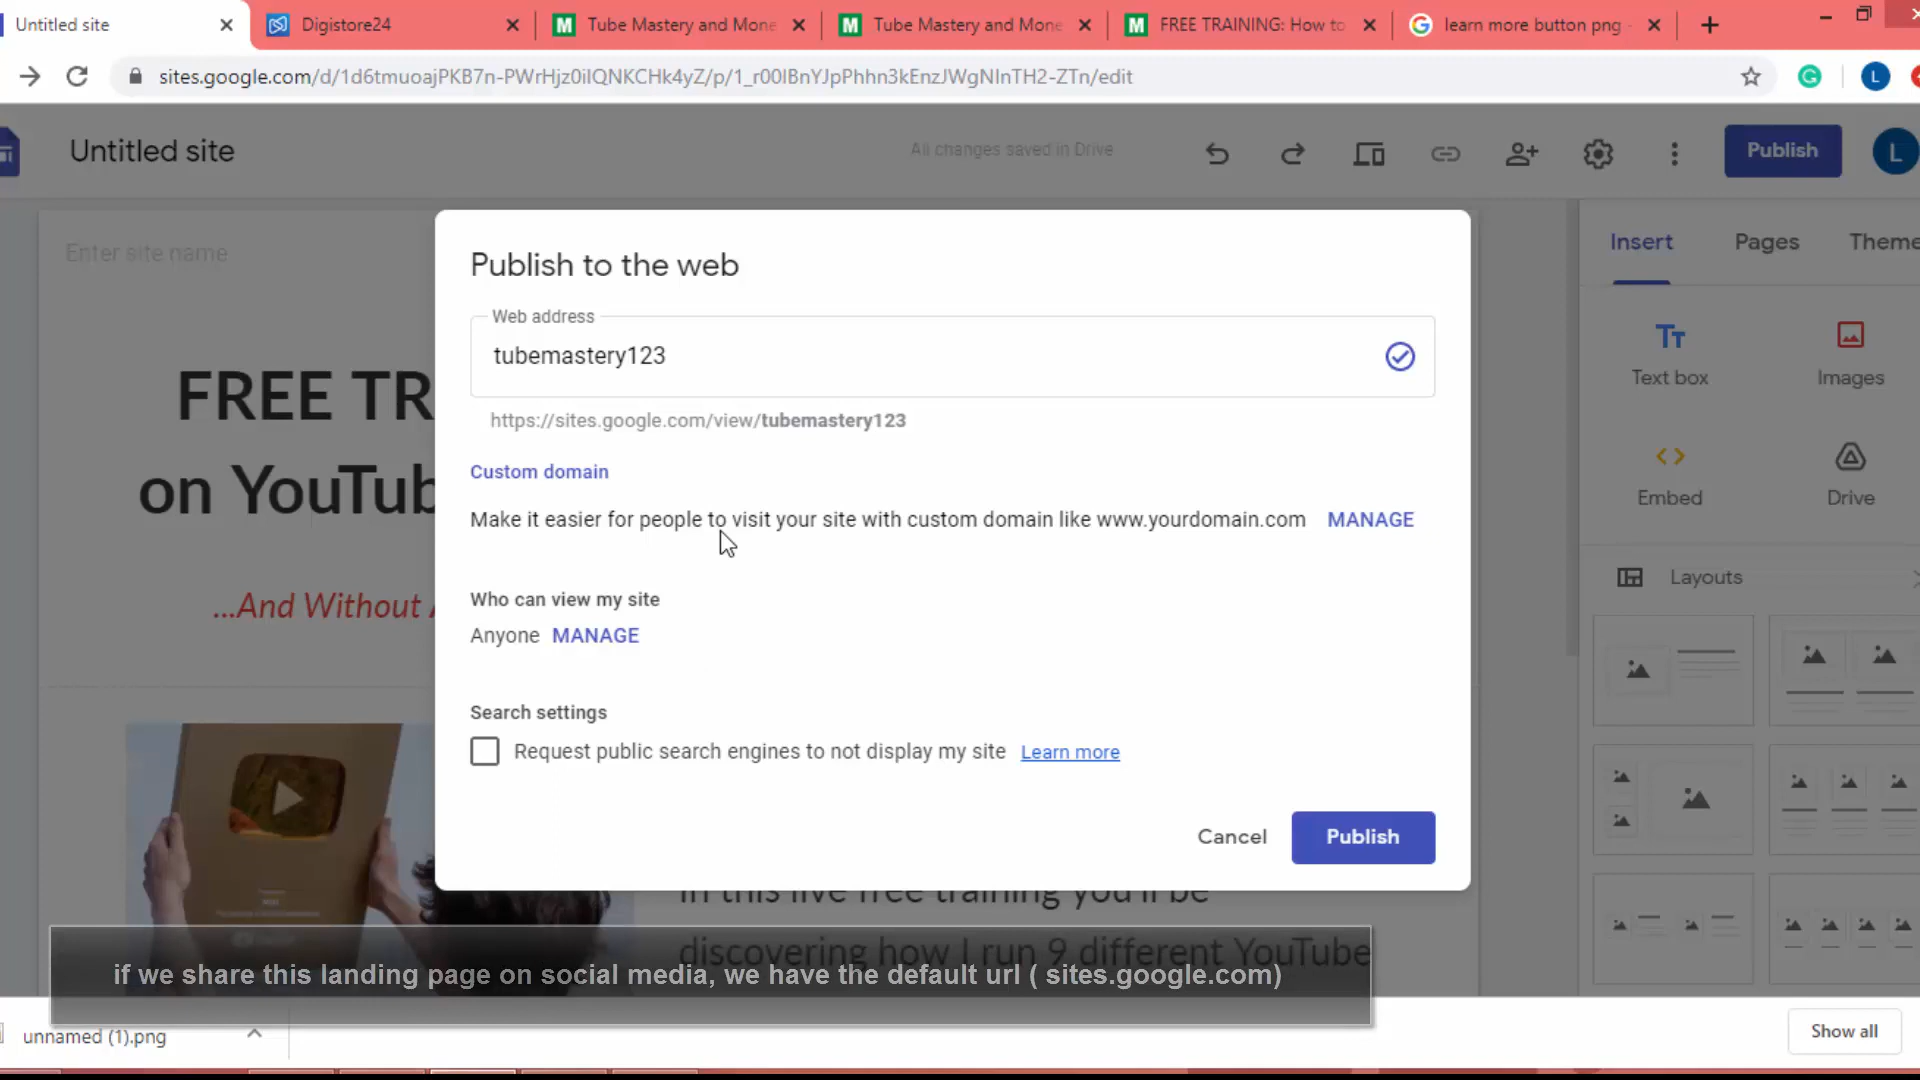 Untitled site
Digistore24
Tube Mastery and Mone
Tube Mastery and Mone
FREE TRAINING: How to
learn more button png -
sites.google.com/d/1d6tmuoajPKB7n-PWrHjz0iIQNKCHk4yZ/p/1_r00IBnYJpPhhn3kEnzJWgNInTH2-ZTn/edit
L
Untitled site
All changes saved in Drive
Publish
L
Enter site name
Insert
Pages
Theme
Publish to the web
Web address
tubemastery123
https://sites.google.com/view/tubemastery123
Custom domain
Make it easier for people to visit your site with custom domain like www.yourdomain.com MANAGE
Who can view my site
Anyone MANAGE
Search settings
Request public search engines to not display my site Learn more
Cancel
Publish
FREE TR
on YouTub
...And Without
Text box
Images
Embed
Drive
Layouts
in this live free training you'll be
discovering how I run 9 different YouTube
if we share this landing page on social media, we have the default url ( sites.google.com)
unnamed (1).png
Show all